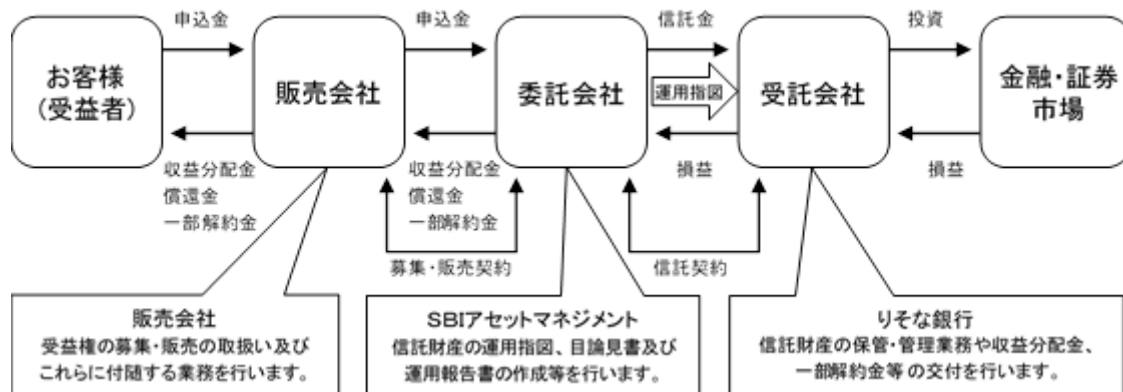 申込金
申込金
信託金
投資
お客様
(受益者)
販売会社
委託会社
運用指図
受託会社
金融・証券
市場
収益分配金
償還金
一部解約金
収益分配金
償還金
一部解約金
損益
損益
募集・販売契約
信託契約
販売会社
受益権の募集・販売の取扱い及び
これらに付随する業務を行います。
SBIアセットマネジメント
信託財産の運用指図、目論見書及び
運用報告書の作成等を行います。
りそな銀行
信託財産の保管・管理業務や収益分配金、
一部解約金等の交付を行います。